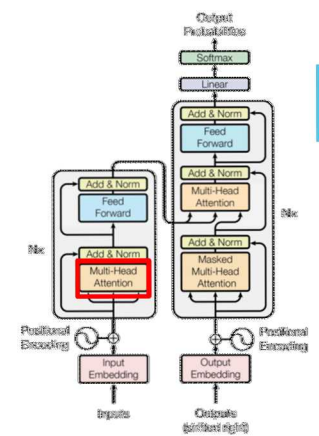 Output
Probabilities
Softmax
Linear
Add & Norm
Feed
Forward
Add & Norm
Multi-Head
Attention
Add & Norm
Masked
Multi-Head
Attention
Nx
Add & Norm
Feed
Forward
Add & Norm
Multi-Head
Attention
Nx
Positional
Encoding
Positional
Encoding
Input
Embedding
Output
Embedding
Inputs
Outputs
(shifted right)